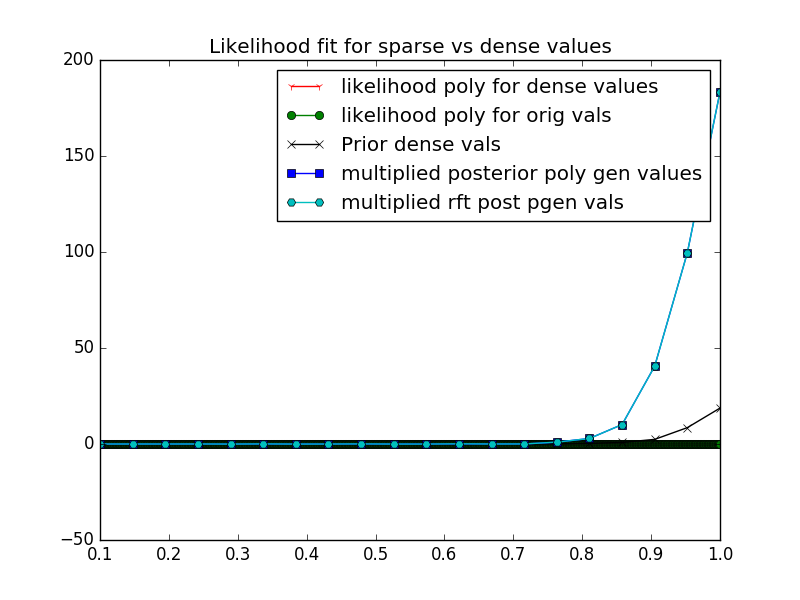 Likelihood fit for sparse vs dense values
200
150
100
50
0
−50
likelihood poly for dense values
likelihood poly for orig vals
Prior dense vals
multiplied posterior poly gen values
multiplied rft post pgen vals
0.1 0.2 0.3 0.4 0.5 0.6 0.7 0.8 0.9 1.0